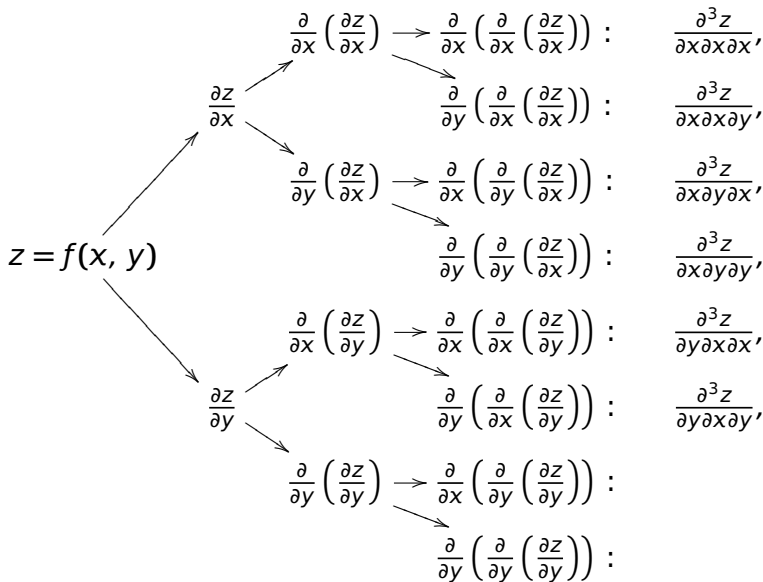 ∂/∂x (∂z/∂x) → ∂/∂x (∂/∂x (∂z/∂x)) : ∂³z/∂x∂x∂x,
∂z/∂x ∂/∂y (∂/∂x (∂z/∂x)) : ∂³z/∂x∂x∂y,
∂/∂y (∂z/∂x) → ∂/∂x (∂/∂y (∂z/∂x)) : ∂³z/∂x∂y∂x,
z = f(x, y) ∂/∂y (∂/∂y (∂z/∂x)) : ∂³z/∂x∂y∂y,
∂/∂x (∂z/∂y) → ∂/∂x (∂/∂x (∂z/∂y)) : ∂³z/∂y∂x∂x,
∂z/∂y ∂/∂y (∂/∂x (∂z/∂y)) : ∂³z/∂y∂x∂y,
∂/∂y (∂z/∂y) → ∂/∂x (∂/∂y (∂z/∂y)) :
∂/∂y (∂/∂y (∂z/∂y)) :